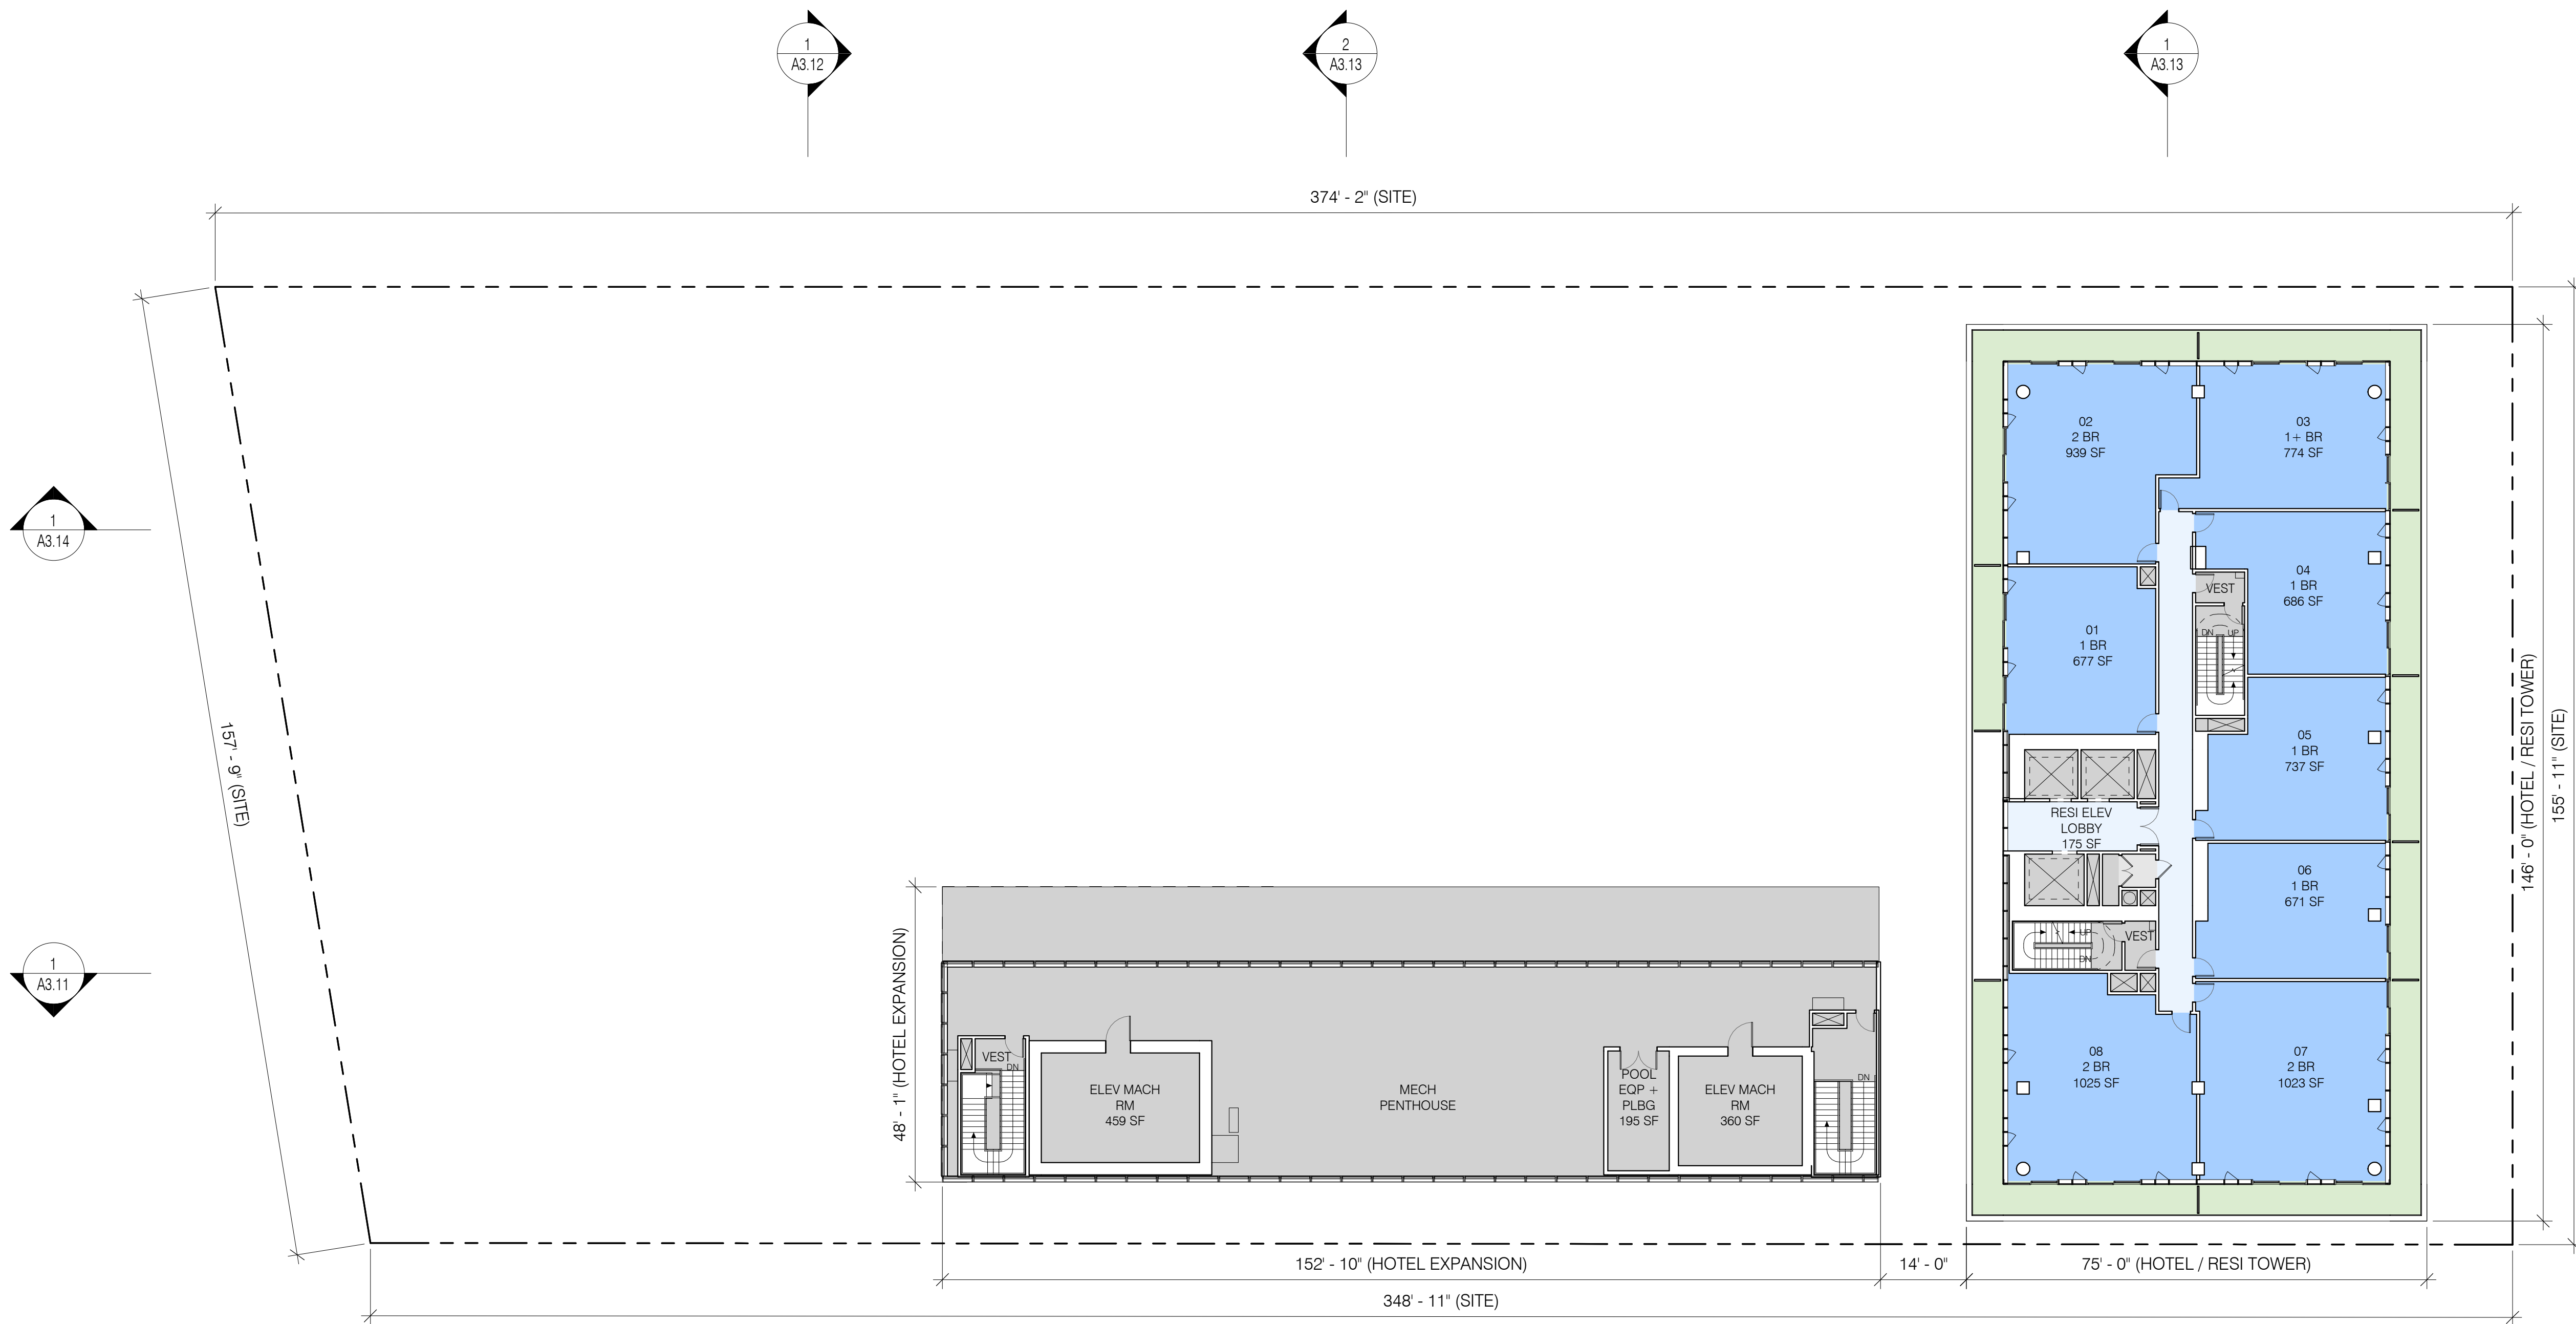 1
A3.12
2
A3.13
1
A3.13
374' - 2" (SITE)
1
A3.14
1
A3.11
157' - 9" (SITE)
02
2 BR
939 SF
03
1+ BR
774 SF
04
1 BR
686 SF
VEST
DN UP
01
1 BR
677 SF
05
1 BR
737 SF
RESI ELEV
LOBBY
175 SF
06
1 BR
671 SF
UP
VEST
DN
08
2 BR
1025 SF
07
2 BR
1023 SF
146' - 0" (HOTEL / RESI TOWER)
155' - 11" (SITE)
48' - 1" (HOTEL EXPANSION)
VEST
DN
ELEV MACH
RM
459 SF
MECH
PENTHOUSE
POOL
EQP +
PLBG
195 SF
ELEV MACH
RM
360 SF
DN
152' - 10" (HOTEL EXPANSION)
14' - 0"
75' - 0" (HOTEL / RESI TOWER)
348' - 11" (SITE)